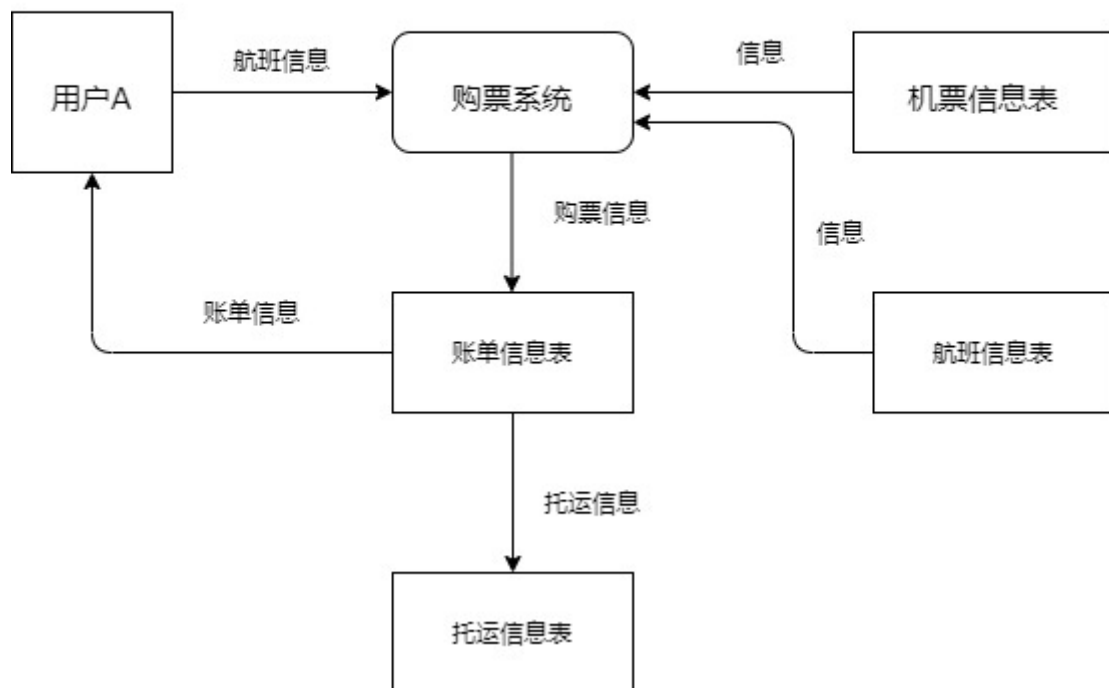 用户A
航班信息
购票系统
信息
机票信息表
购票信息
信息
账单信息
账单信息表
航班信息表
托运信息
托运信息表